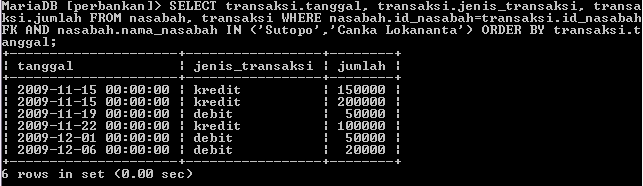 MariaDB [perbankan]> SELECT transaksi.tanggal, transaksi.jenis_transaksi, transa
ksi.jumlah FROM nasabah, transaksi WHERE nasabah.id_nasabah=transaksi.id_nasabah
FK AND nasabah.nama_nasabah IN ('Sutopo','Canka Lokananta') ORDER BY transaksi.t
anggal;
+---------------------+-----------------+--------+
| tanggal | jenis_transaksi | jumlah |
+---------------------+-----------------+--------+
| 2009-11-15 00:00:00 | kredit | 150000 |
| 2009-11-15 00:00:00 | kredit | 200000 |
| 2009-11-19 00:00:00 | debit | 50000 |
| 2009-11-22 00:00:00 | kredit | 100000 |
| 2009-12-01 00:00:00 | debit | 50000 |
| 2009-12-06 00:00:00 | debit | 20000 |
+---------------------+-----------------+--------+
6 rows in set (0.00 sec)